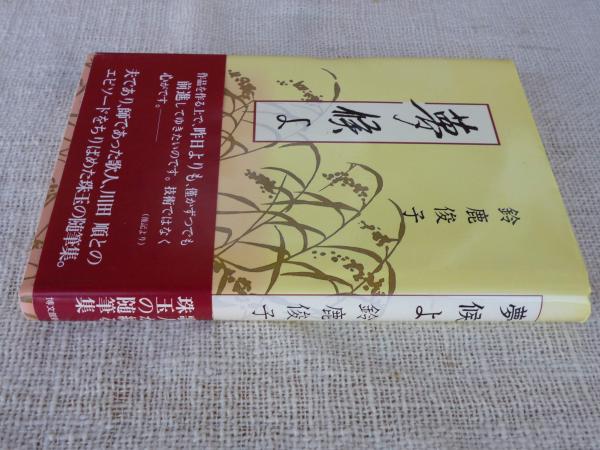 夢候よ
鈴鹿俊子
作品を作る上で、昨日よりも、僅かずつでも
前進してゆきたいのです。技術ではなく
心がです。
(後記より)
夫であり、師であった歌人、川田 順との
エピソードをちりばめた珠玉の随筆集。
夢候よ
鈴鹿俊子
珠玉の随筆集